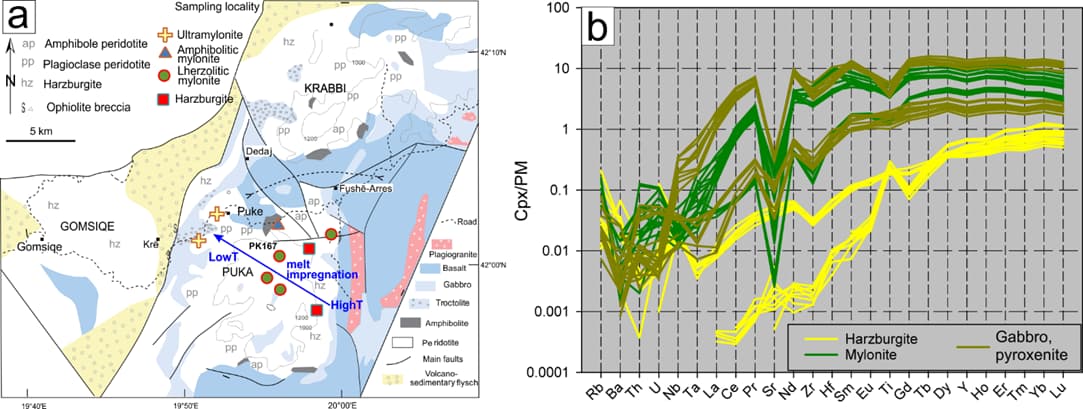 a
Sampling locality
N
ap Amphibole peridotite
pp Plagioclase peridotite
hz Harzburgite
Ophiolite breccia
5 km
Ultramylonite
Amphibolitic
mylonite
Lherzolitic
mylonite
Harzburgite
hz
pp
pp
1000
pp
KRABBI
pp
ap
1200
42°10'N
Dedaj
hz
Fushë-Arres
hz
GOMSIQE
Gomsiqe
hz
Krë
Puke
pp
pp
ap
ap
PK167
LowT
melt
impregnation
PUKA
HighT
hz
pp
1200
1900
hz
pp
ap
42°00'N
Road
Plagiogranite
Basalt
Gabbro
Troctolite
Amphibolite
Peridotite
Main faults
Volcano-
sedimentary flysch
19°40'E
19°50'E
20°00'E
b
Cpx/PM
100
10
1
0.1
0.01
0.001
0.0001
Harzburgite
Mylonite
Gabbro,
pyroxenite
Rb Ba Th U Nb Ta La Ce Pr Sr Nd Zr Hf Sm Eu Ti Gd Tb Dy Y Ho Er Tm Yb Lu